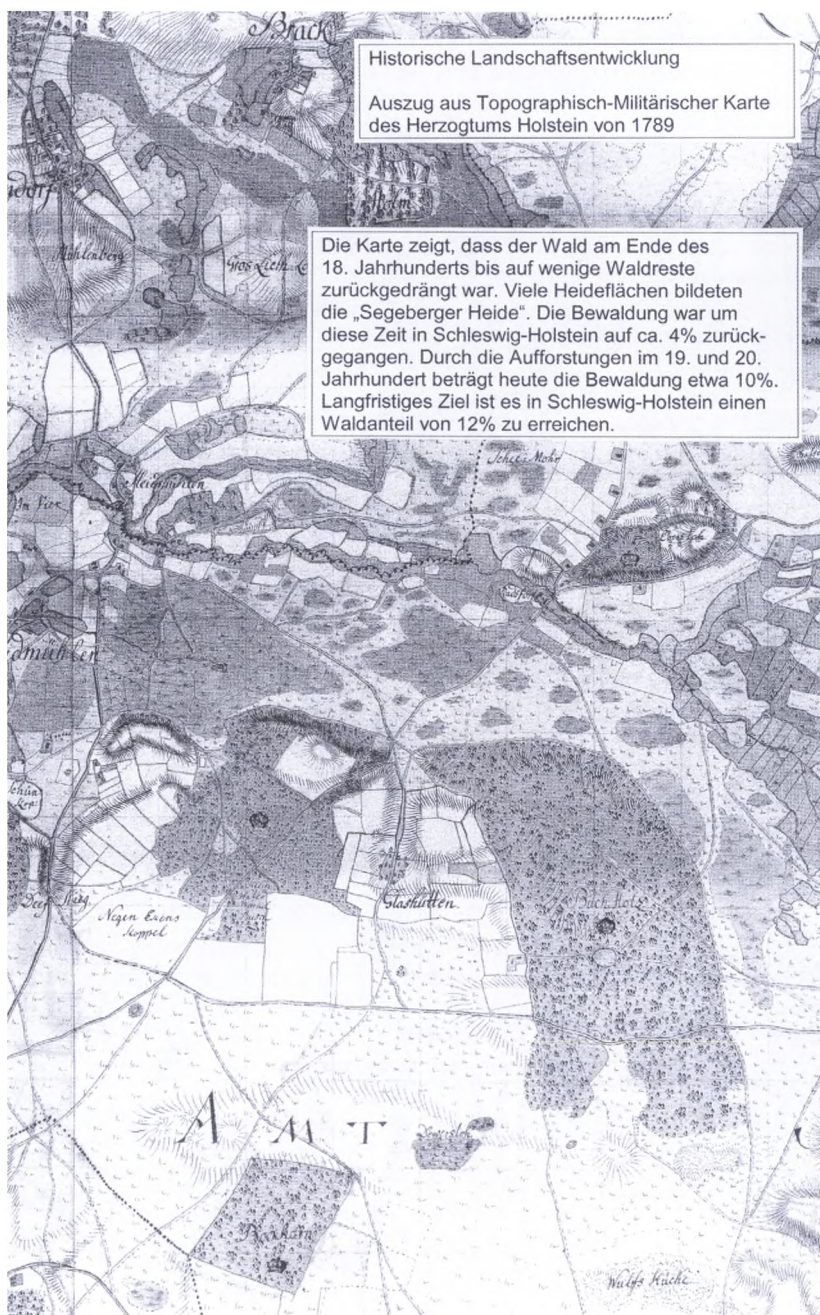 Brack
Historische Landschaftsentwicklung
Auszug aus Topographisch-Militärischer Karte
des Herzogtums Holstein von 1789
Mühlenberg
Die Karte zeigt, dass der Wald am Ende des
18. Jahrhunderts bis auf wenige Waldreste
zurückgedrängt war. Viele Heideflächen bildeten
die „Segeberger Heide“. Die Bewaldung war um
diese Zeit in Schleswig-Holstein auf ca. 4% zurück-
gegangen. Durch die Aufforstungen im 19. und 20.
Jahrhundert beträgt heute die Bewaldung etwa 10%.
Langfristiges Ziel ist es in Schleswig-Holstein einen
Waldanteil von 12% zu erreichen.
dmühlen
Glashütten
Koppel
Buch Holz
AMT
Wulfs Küche